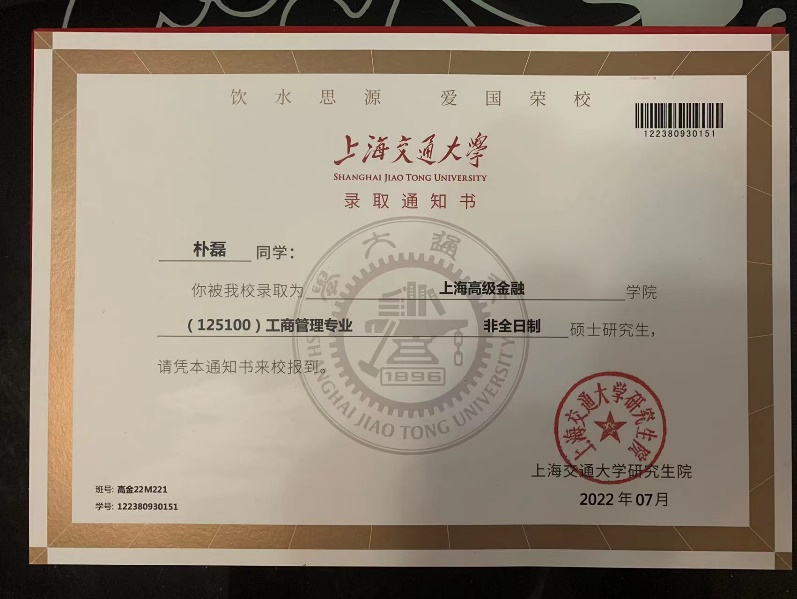 饮水思源 爱国荣校
122380930151
上海交通大學
SHANGHAI JIAO TONG UNIVERSITY
录取通知书
朴磊 同学：
你被我校录取为 上海高级金融 学院
（125100）工商管理专业 非全日制 硕士研究生，
请凭本通知书来校报到。
1896
SHANGHAI JIAO TONG UNIVERSITY
上海交通大学研究生院
上海交通大学研究生院
2022 年 07 月
班号: 高金22M221
学号: 122380930151